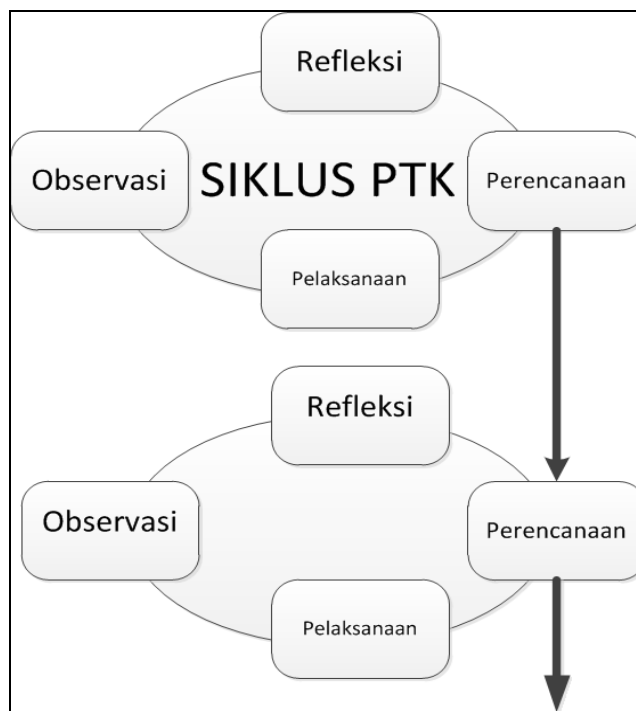 Refleksi
Observasi
SIKLUS PTK
Perencanaan
Pelaksanaan
Refleksi
Observasi
Perencanaan
Pelaksanaan